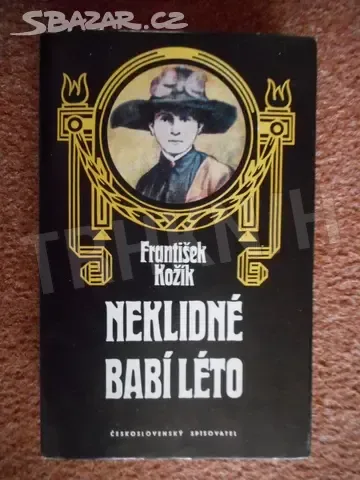 SBAZAR.CZ
František
Kožík
NEKLIDNÉ
BABÍ LÉTO
ČESKOSLOVENSKÝ SPISOVATEL